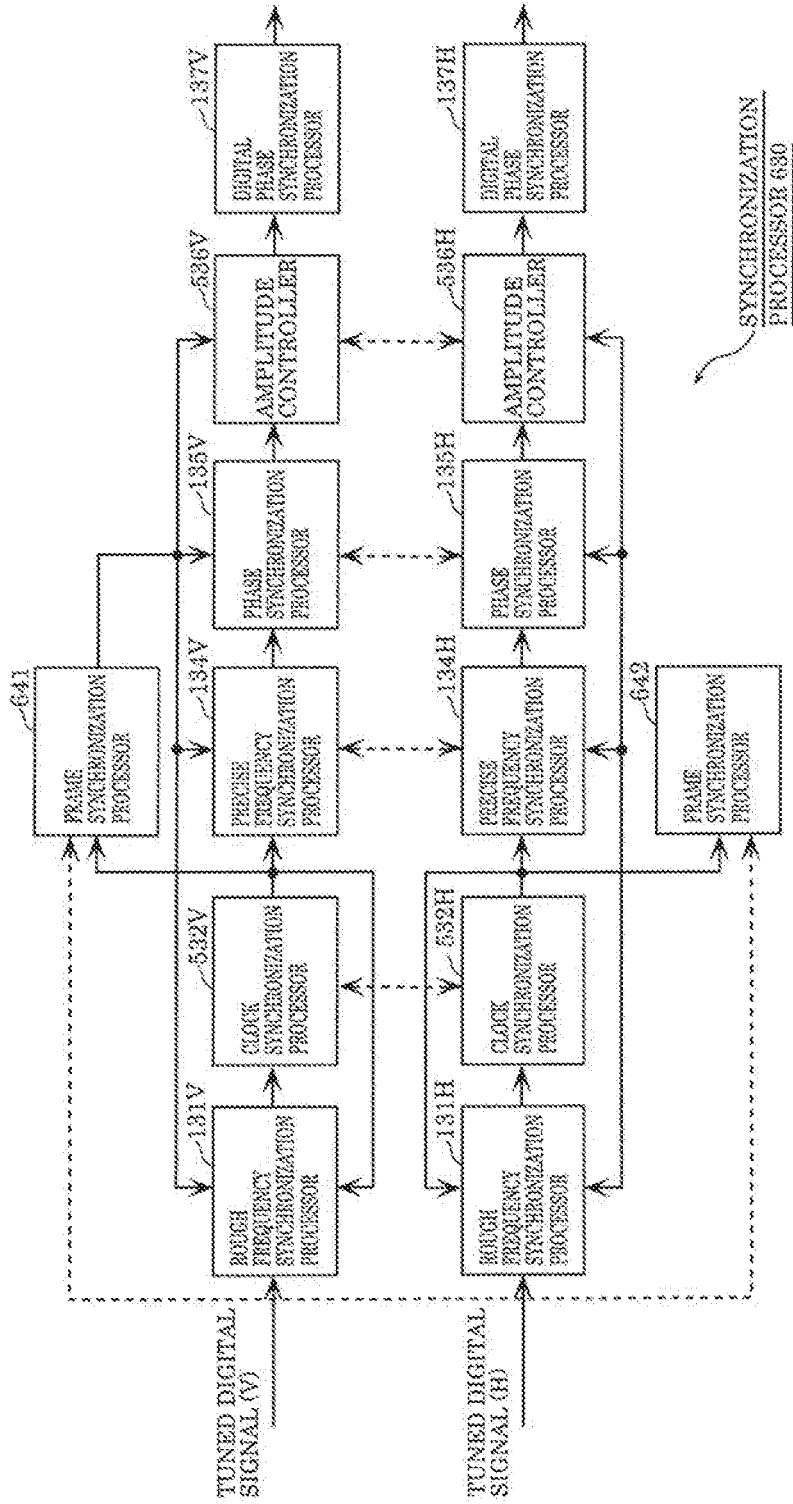 641
FRAME
SYNCHRONIZATION
PROCESSOR
TUNED DIGITAL
SIGNAL (V)
131V
ROUGH
FREQUENCY
SYNCHRONIZATION
PROCESSOR
532V
CLOCK
SYNCHRONIZATION
PROCESSOR
134V
PRECISE
FREQUENCY
SYNCHRONIZATION
PROCESSOR
135V
PHASE
SYNCHRONIZATION
PROCESSOR
536V
AMPLITUDE
CONTROLLER
137V
DIGITAL
PHASE
SYNCHRONIZATION
PROCESSOR
TUNED DIGITAL
SIGNAL (H)
131H
ROUGH
FREQUENCY
SYNCHRONIZATION
PROCESSOR
532H
CLOCK
SYNCHRONIZATION
PROCESSOR
134H
PRECISE
FREQUENCY
SYNCHRONIZATION
PROCESSOR
135H
PHASE
SYNCHRONIZATION
PROCESSOR
536H
AMPLITUDE
CONTROLLER
137H
DIGITAL
PHASE
SYNCHRONIZATION
PROCESSOR
642
FRAME
SYNCHRONIZATION
PROCESSOR
SYNCHRONIZATION
PROCESSOR 630